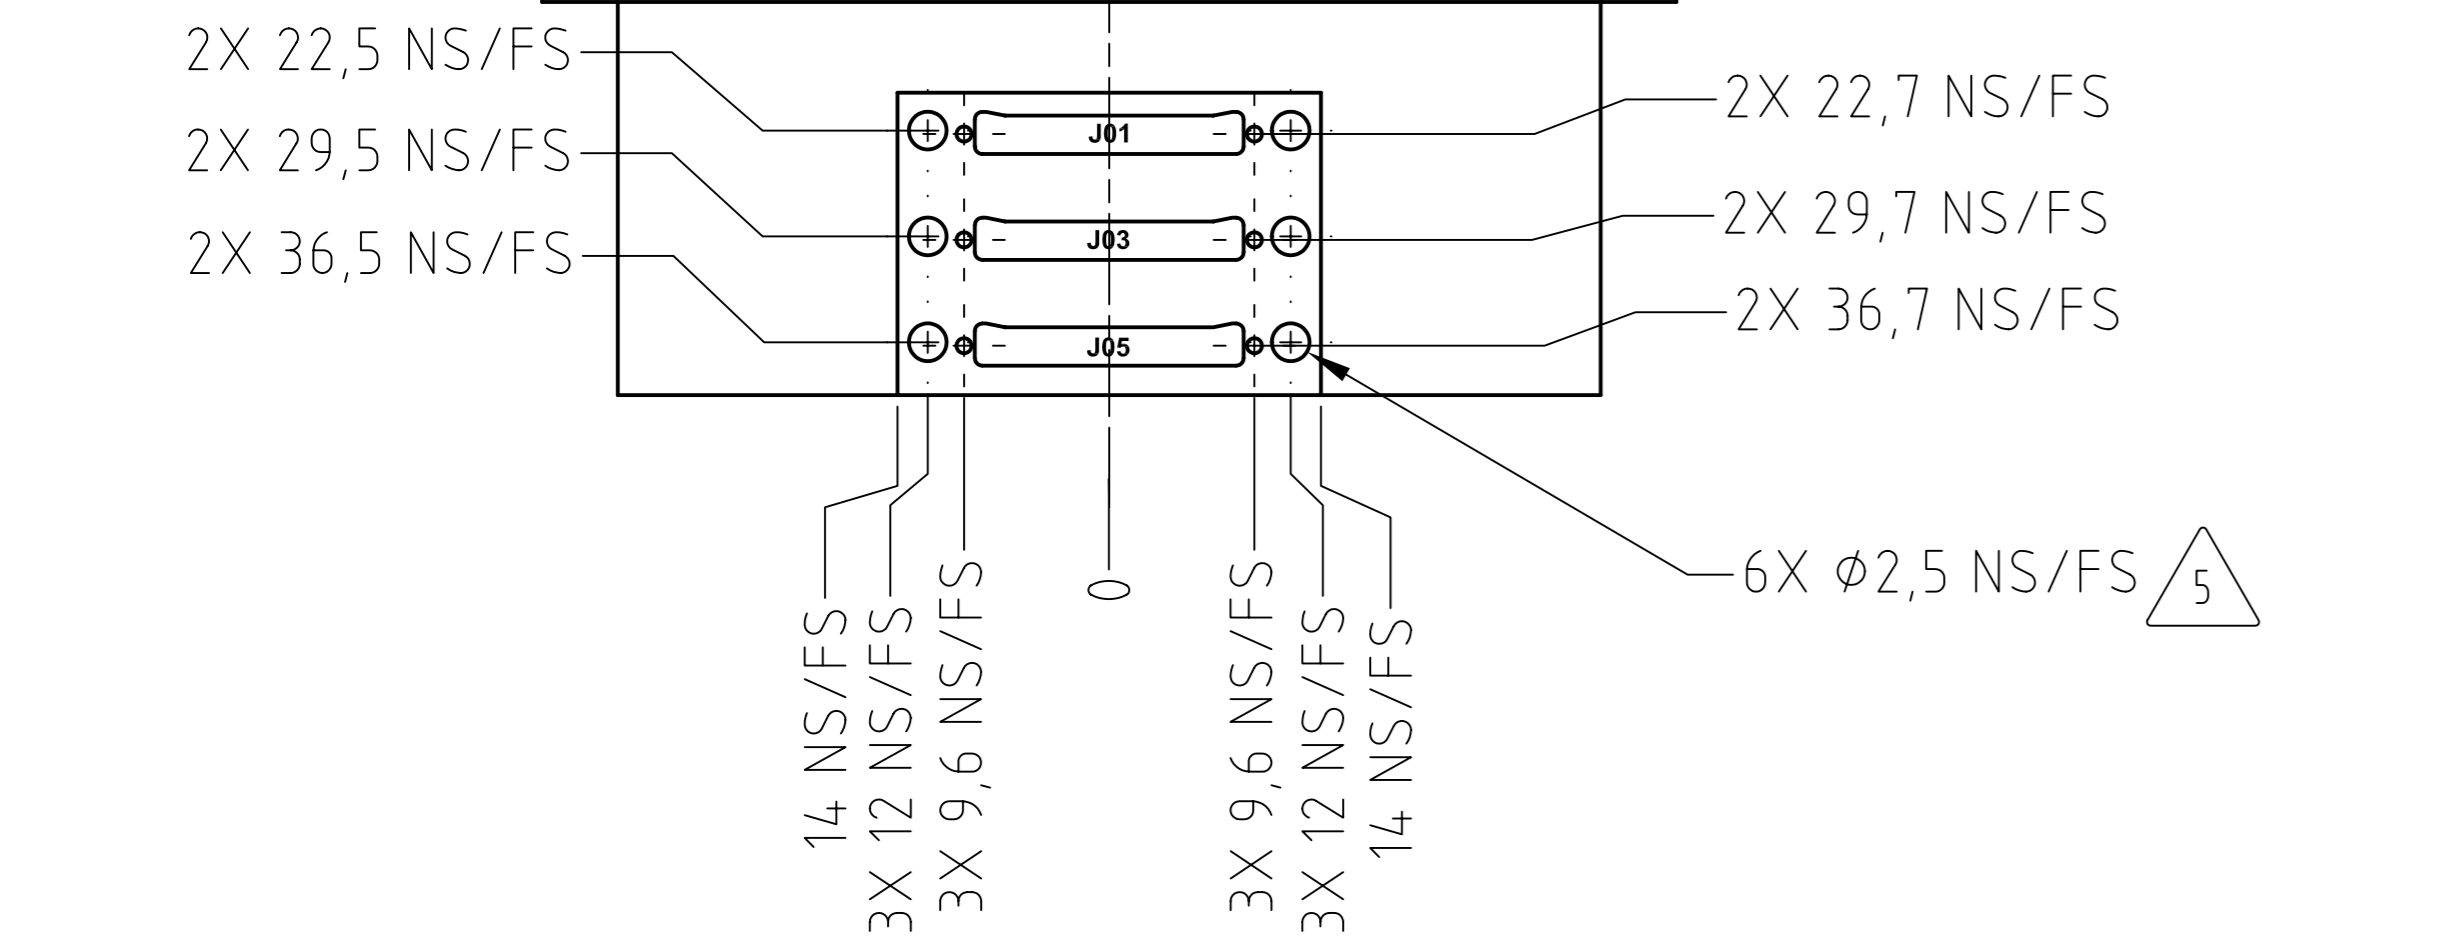 2X 22,5 NS/FS
2X 29,5 NS/FS
2X 36,5 NS/FS
J01
J03
J05
2X 22,7 NS/FS
2X 29,7 NS/FS
2X 36,7 NS/FS
6X ϕ2,5 NS/FS 5
14 NS/FS
3X 12 NS/FS
3X 9,6 NS/FS
0
3X 9,6 NS/FS
3X 12 NS/FS
14 NS/FS